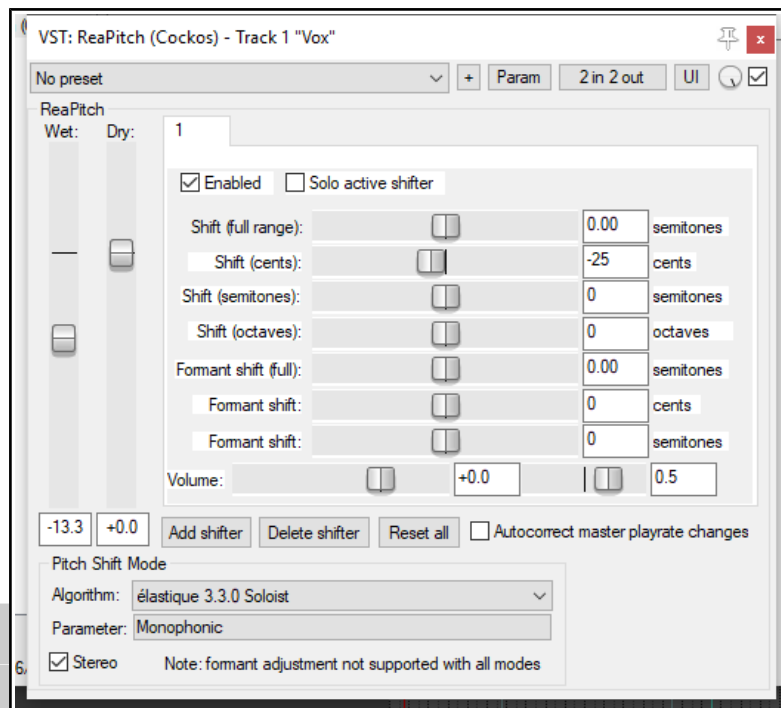 VST: ReaPitch (Cockos) - Track 1 "Vox" x
No preset + Param 2 in 2 out UI
ReaPitch
Wet: Dry: 1
Enabled Solo active shifter
Shift (full range): 0.00 semitones
Shift (cents): -25 cents
Shift (semitones): 0 semitones
Shift (octaves): 0 octaves
Formant shift (full): 0.00 semitones
Formant shift: 0 cents
Formant shift: 0 semitones
Volume: +0.0 0.5
-13.3 +0.0 Add shifter Delete shifter Reset all Autocorrect master playrate changes
Pitch Shift Mode
Algorithm: élastique 3.3.0 Soloist
Parameter: Monophonic
Stereo Note: formant adjustment not supported with all modes